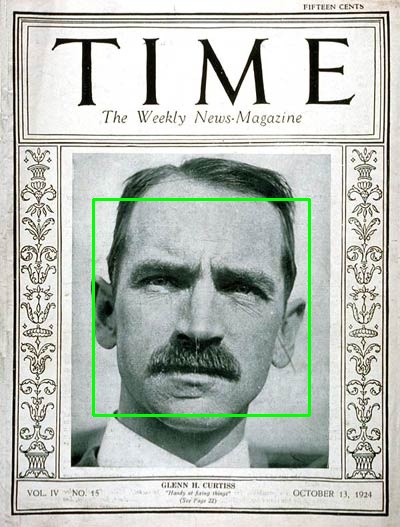 FIFTEEN CENTS
TIME
The Weekly News-Magazine
GLENN H. CURTISS
"Handy at fixing things"
(See Page 22)
VOL. IV NO. 15
OCTOBER 13, 1924